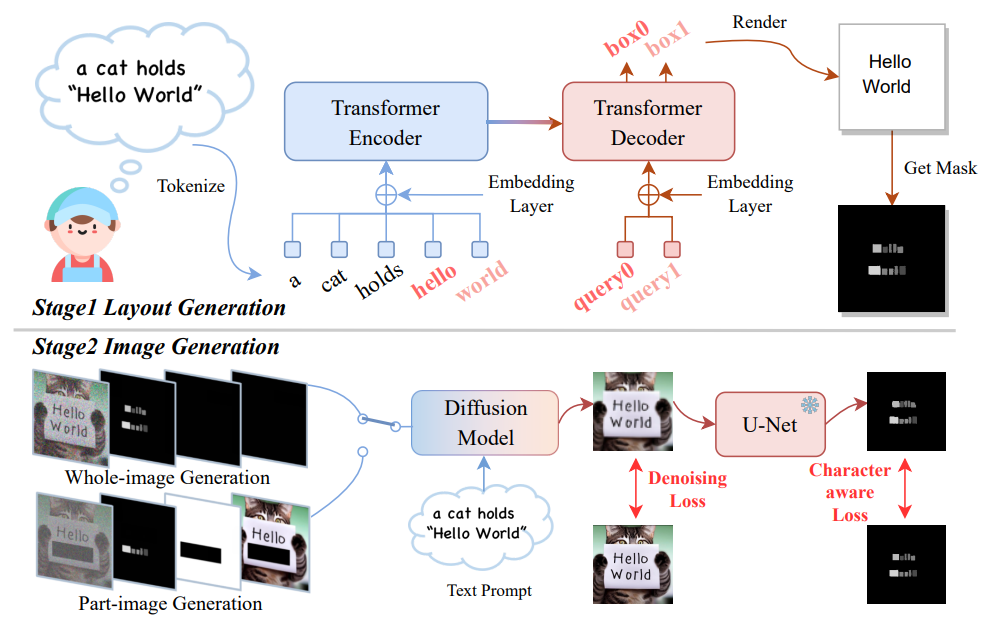 a cat holds
“Hello World”
Tokenize
Transformer
Encoder
Embedding
Layer
a
cat
holds
hello
world
box0
box1
Transformer
Decoder
Embedding
Layer
query0
query1
Render
Hello
World
Get Mask
Stage1 Layout Generation
Stage2 Image Generation
Hello
World
Whole-image Generation
Hello
Hello
Part-image Generation
Diffusion
Model
a cat holds
“Hello World”
Text Prompt
Hello
World
Denoising
Loss
Hello
World
U-Net
Character
aware
Loss